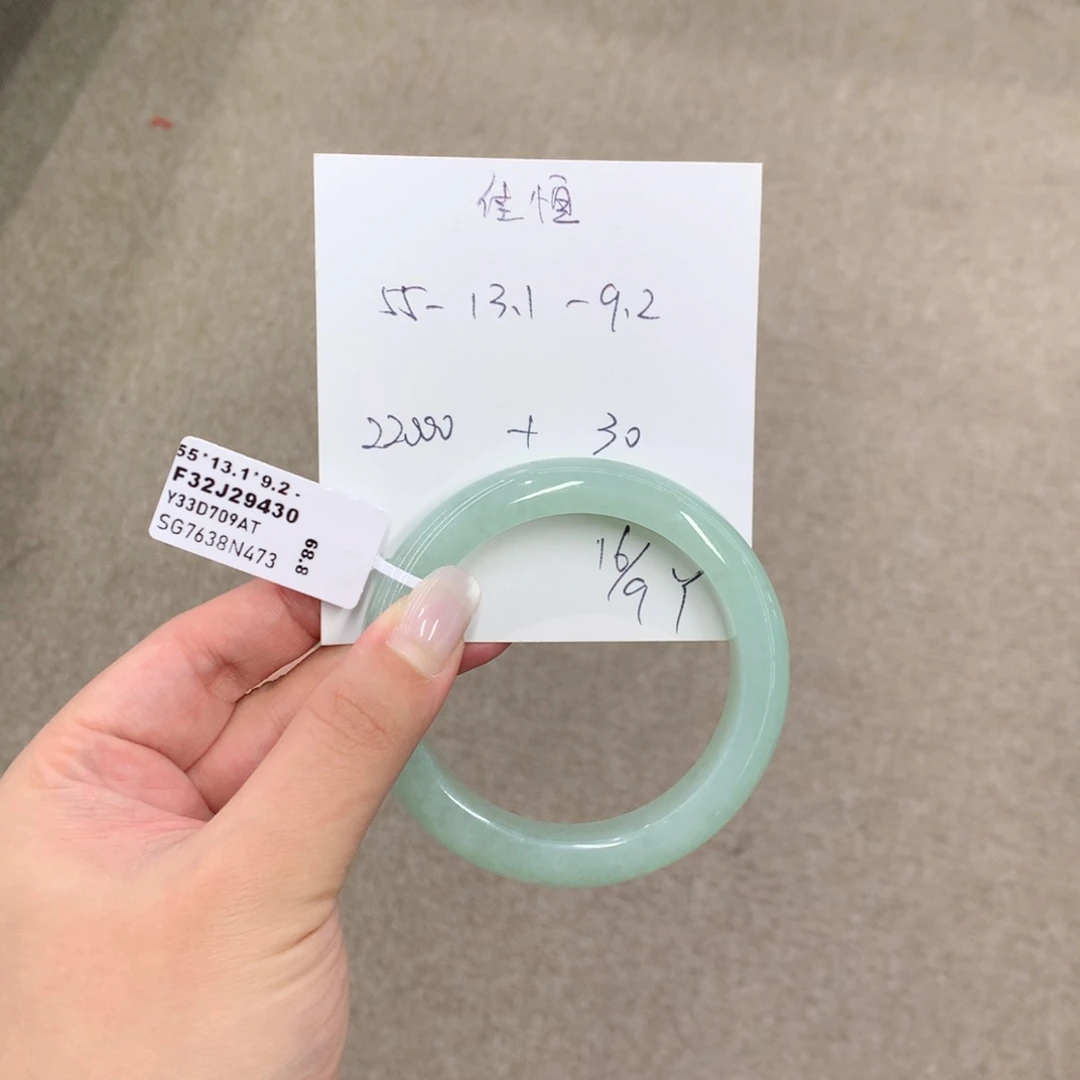 佳恒
55-13.1-9.2
22000 + 30
16/9 Y
55*13.1*9.2-
F32J29430
Y33D709AT
SG7638N473
68.8